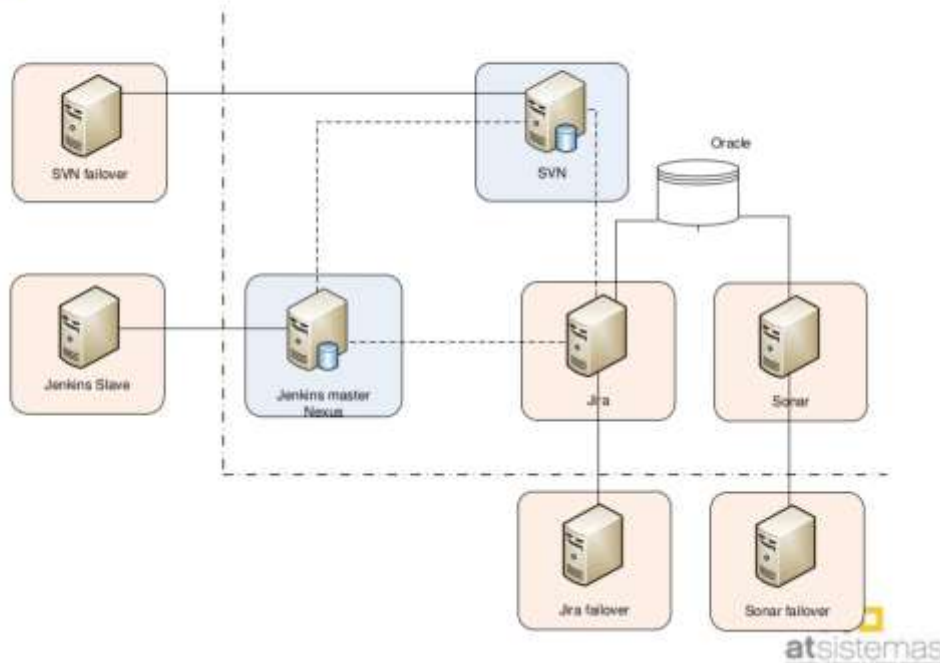 SVN failover
SVN
Oracle
Jenkins Slave
Jenkins master
Nexus
Jira
Sonar
Jira failover
Sonar failover
atsistemas